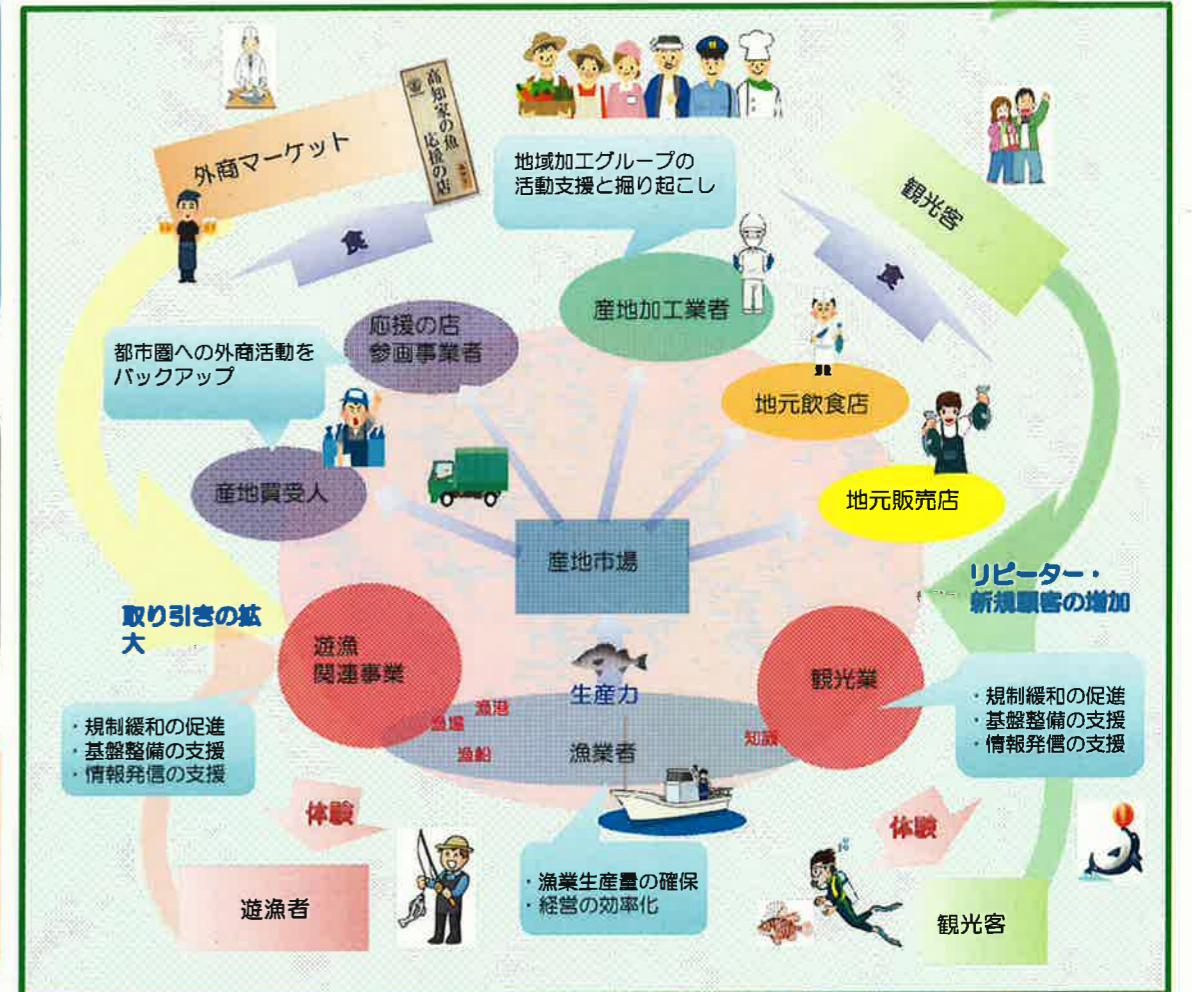 高知家の魚
応援の店
外商マーケット
地域加工グループの
活動支援と掘り起こし
観光客
食
食
産地加工業者
応援の店
参画事業者
都市圏への外商活動を
バックアップ
地元飲食店
産地買受人
地元販売店
産地市場
リピーター・
新規顧客の増加
取り引きの拡
大
遊漁
関連事業
観光業
生産力
漁港
漁場
漁船
知識
漁業者
・規制緩和の促進
・基盤整備の支援
・情報発信の支援
・規制緩和の促進
・基盤整備の支援
・情報発信の支援
体験
体験
・漁業生産量の確保
・経営の効率化
遊漁者
観光客